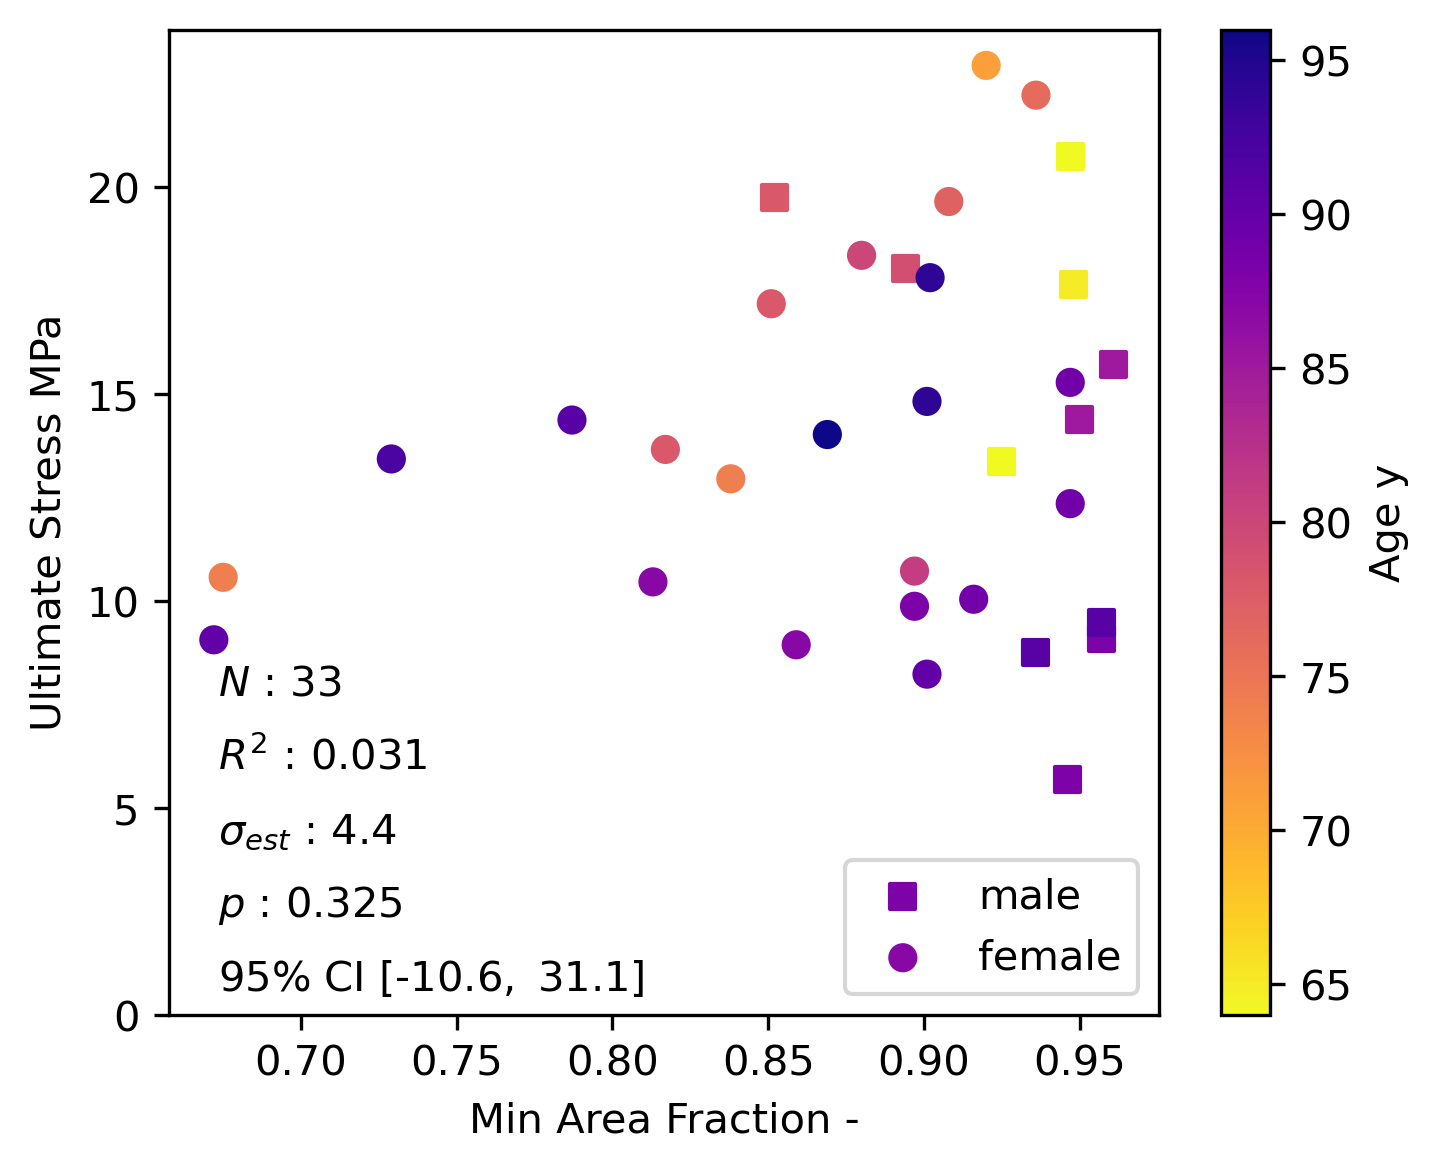 Ultimate Stress MPa
20
15
10
5
0
N : 33
R² : 0.031
σest : 4.4
p : 0.325
95% CI [-10.6, 31.1]
male
female
0.70 0.75 0.80 0.85 0.90 0.95
Min Area Fraction -
95
90
85
80
75
70
65
Age y